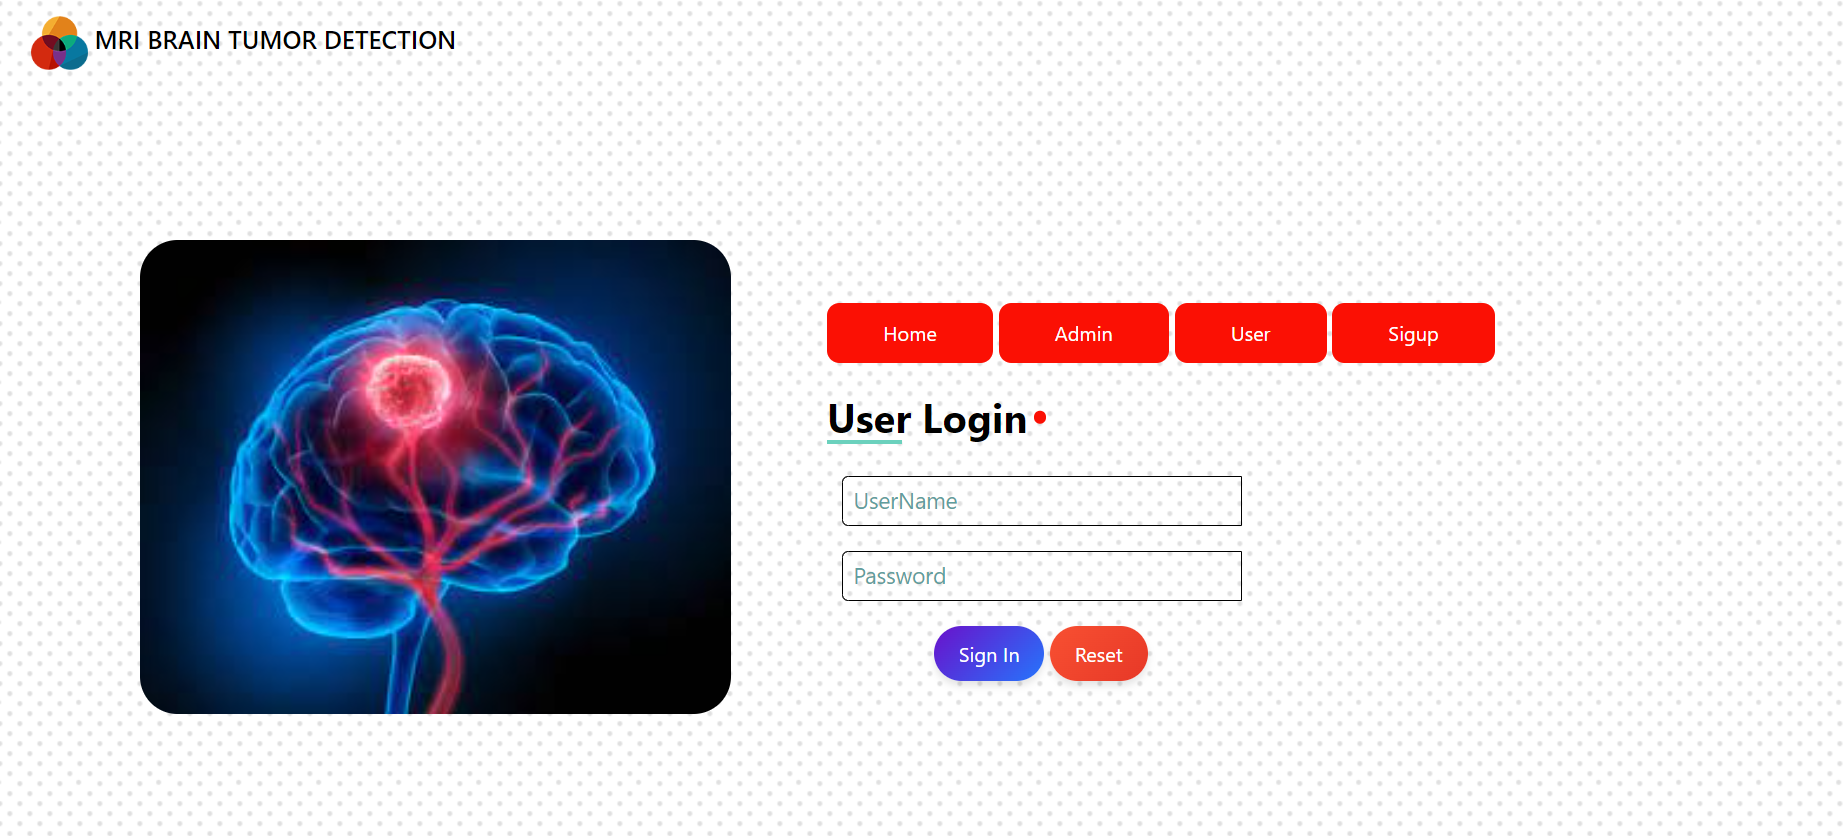 MRI BRAIN TUMOR DETECTION
Home Admin User Sigup
User Login
UserName
Password
Sign In Reset